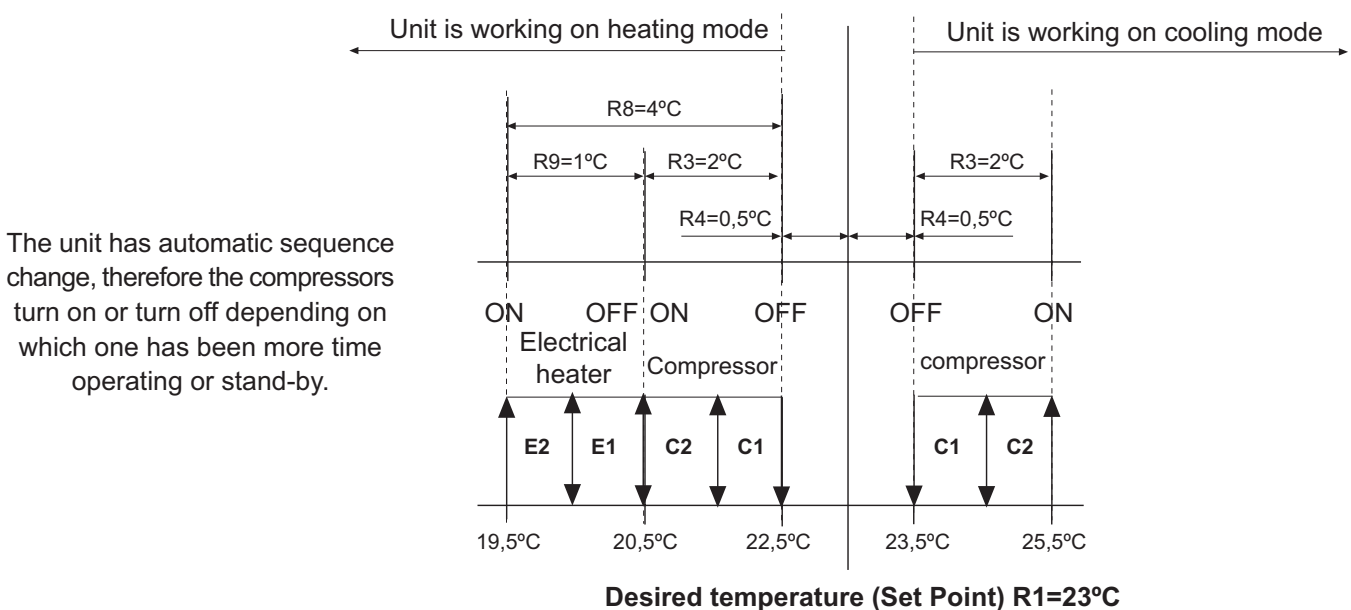 Unit is working on heating mode
Unit is working on cooling mode
R8=4ºC
R9=1ºC
R3=2ºC
R3=2ºC
R4=0,5ºC
R4=0,5ºC
The unit has automatic sequence
change, therefore the compressors
turn on or turn off depending on
which one has been more time
operating or stand-by.
ON
OFF
ON
OFF
OFF
ON
Electrical
heater
Compressor
compressor
E2
E1
C2
C1
C1
C2
19,5ºC
20,5ºC
22,5ºC
23,5ºC
25,5ºC
Desired temperature (Set Point) R1=23ºC